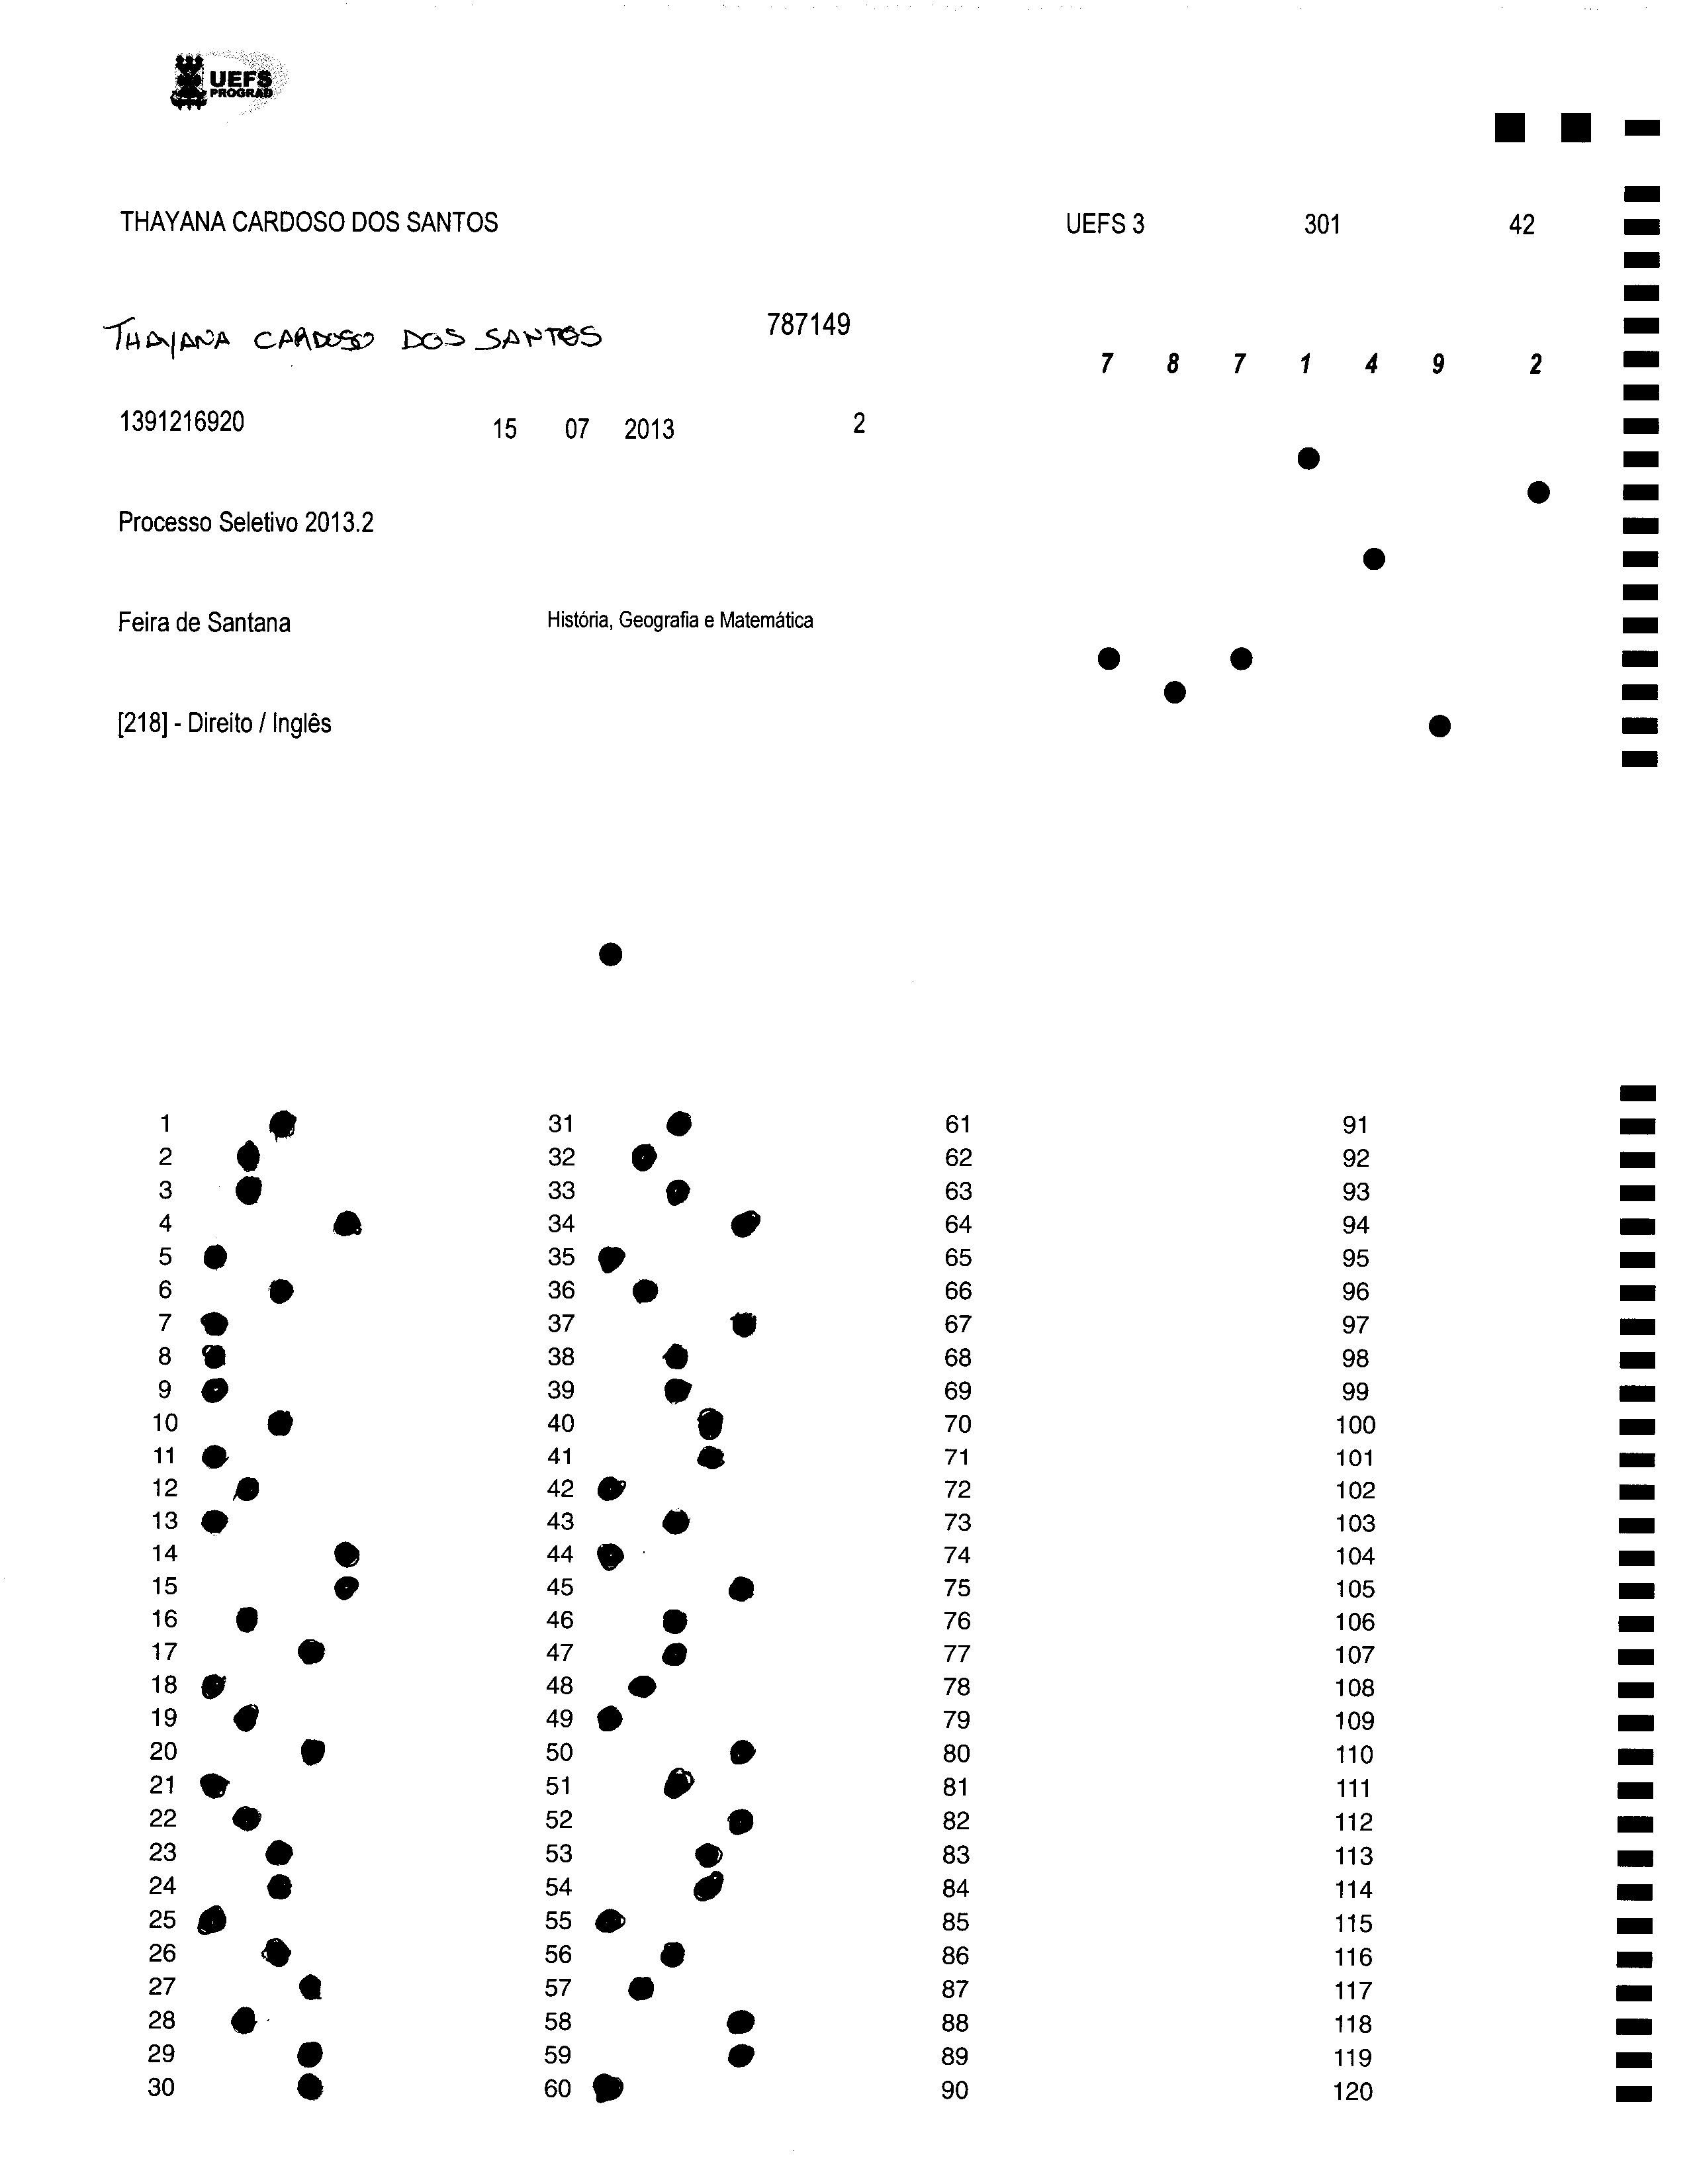 UEFS
PROGRAD
THAYANA CARDOSO DOS SANTOS UEFS 3 301 42
THAYANA CARDOSO DOS SANTOS 787149
7 8 7 1 4 9 2
1391216920 15 07 2013 2
Processo Seletivo 2013.2
Feira de Santana História, Geografia e Matemática
[218] - Direito / Inglês
1 31 61 91
2 32 62 92
3 33 63 93
4 34 64 94
5 35 65 95
6 36 66 96
7 37 67 97
8 38 68 98
9 39 69 99
10 40 70 100
11 41 71 101
12 42 72 102
13 43 73 103
14 44 74 104
15 45 75 105
16 46 76 106
17 47 77 107
18 48 78 108
19 49 79 109
20 50 80 110
21 51 81 111
22 52 82 112
23 53 83 113
24 54 84 114
25 55 85 115
26 56 86 116
27 57 87 117
28 58 88 118
29 59 89 119
30 60 90 120